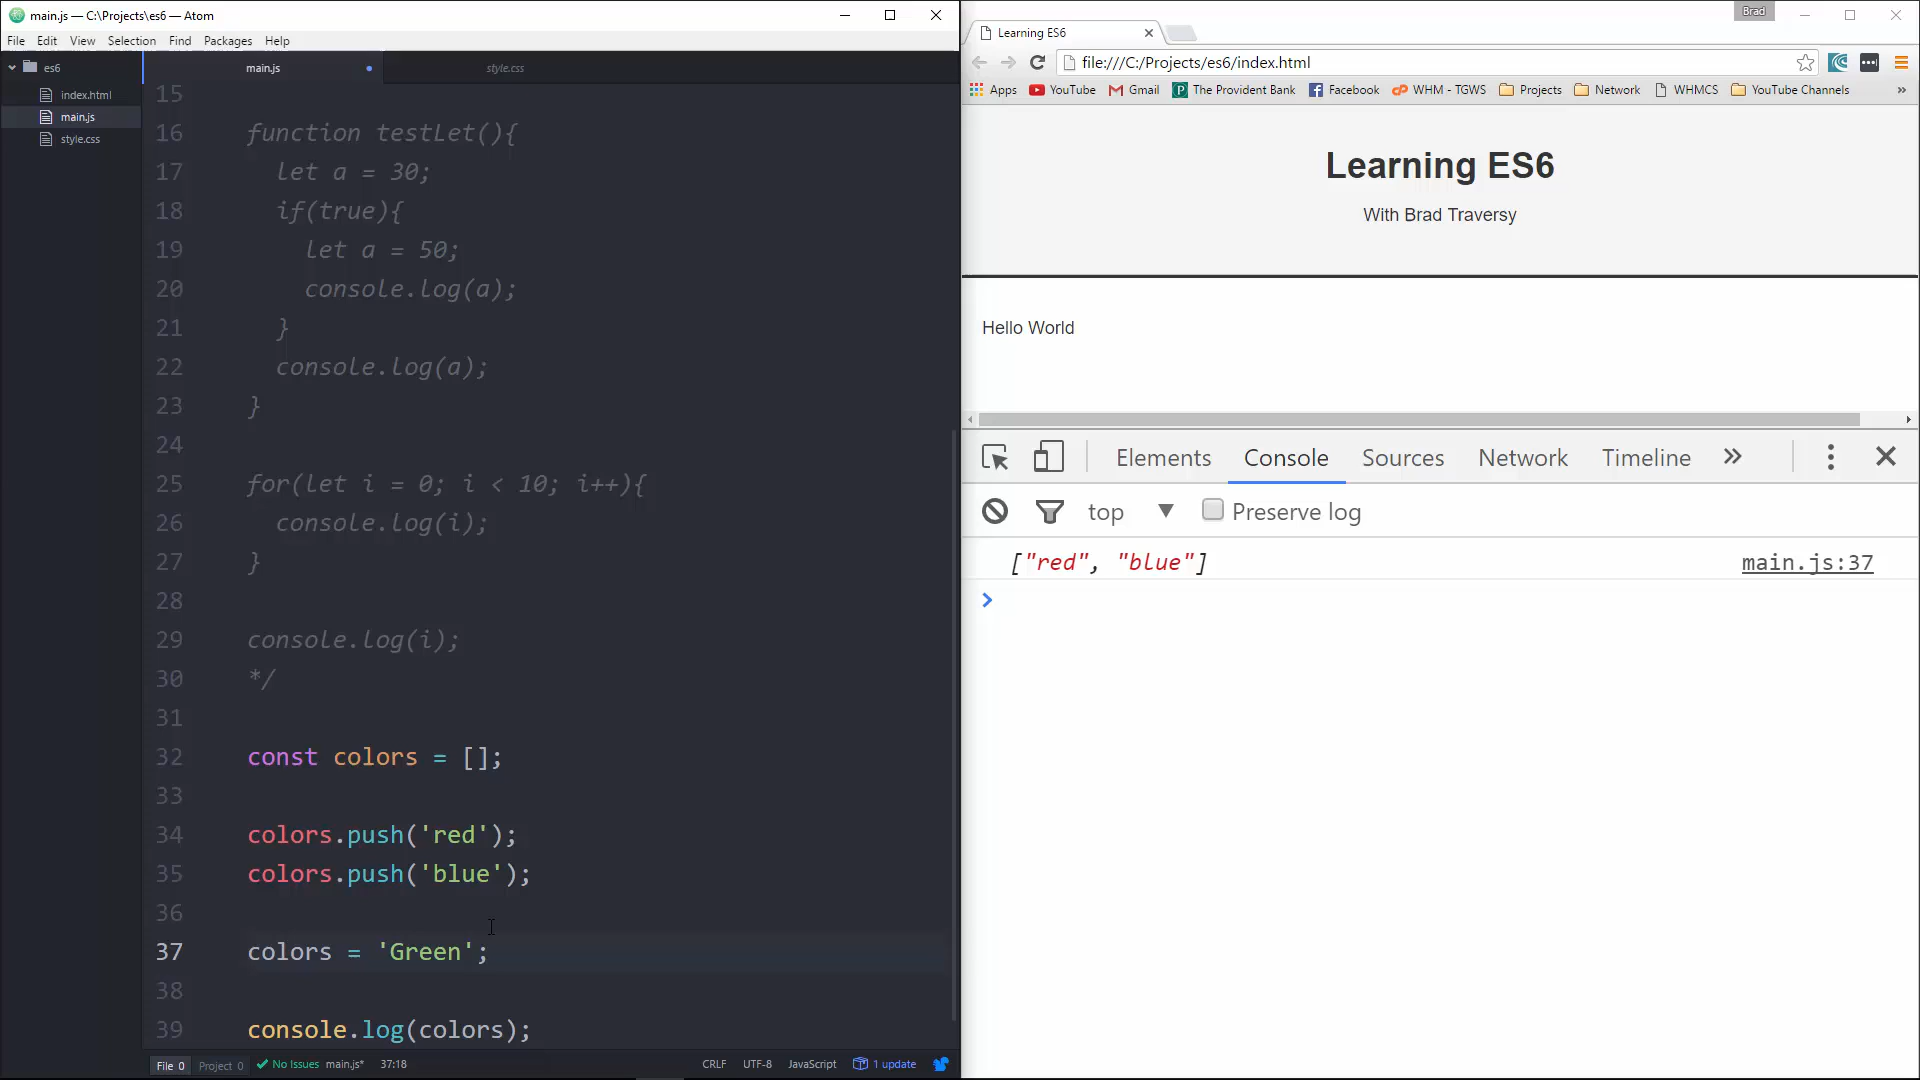 main.js — C:\Projects\es6 — Atom
File Edit View Selection Find Packages Help
es6
index.html
main.js
style.css
main.js style.css
15
16 function testLet(){
17 let a = 30;
18 if(true){
19 let a = 50;
20 console.log(a);
21 }
22 console.log(a);
23 }
24
25 for(let i = 0; i < 10; i++){
26 console.log(i);
27 }
28
29 console.log(i);
30 */
31
32 const colors = [];
33
34 colors.push('red');
35 colors.push('blue');
36
37 colors = 'Green';
38
39 console.log(colors);
File 0 Project 0 No Issues main.js* 37:18 CRLF UTF-8 JavaScript 1 update
Brad
Learning ES6
file:///C:/Projects/es6/index.html
Apps YouTube Gmail The Provident Bank Facebook WHM - TGWS Projects Network WHMCS YouTube Channels »
Learning ES6
With Brad Traversy
Hello World
Elements Console Sources Network Timeline »
top Preserve log
["red", "blue"] main.js:37
>